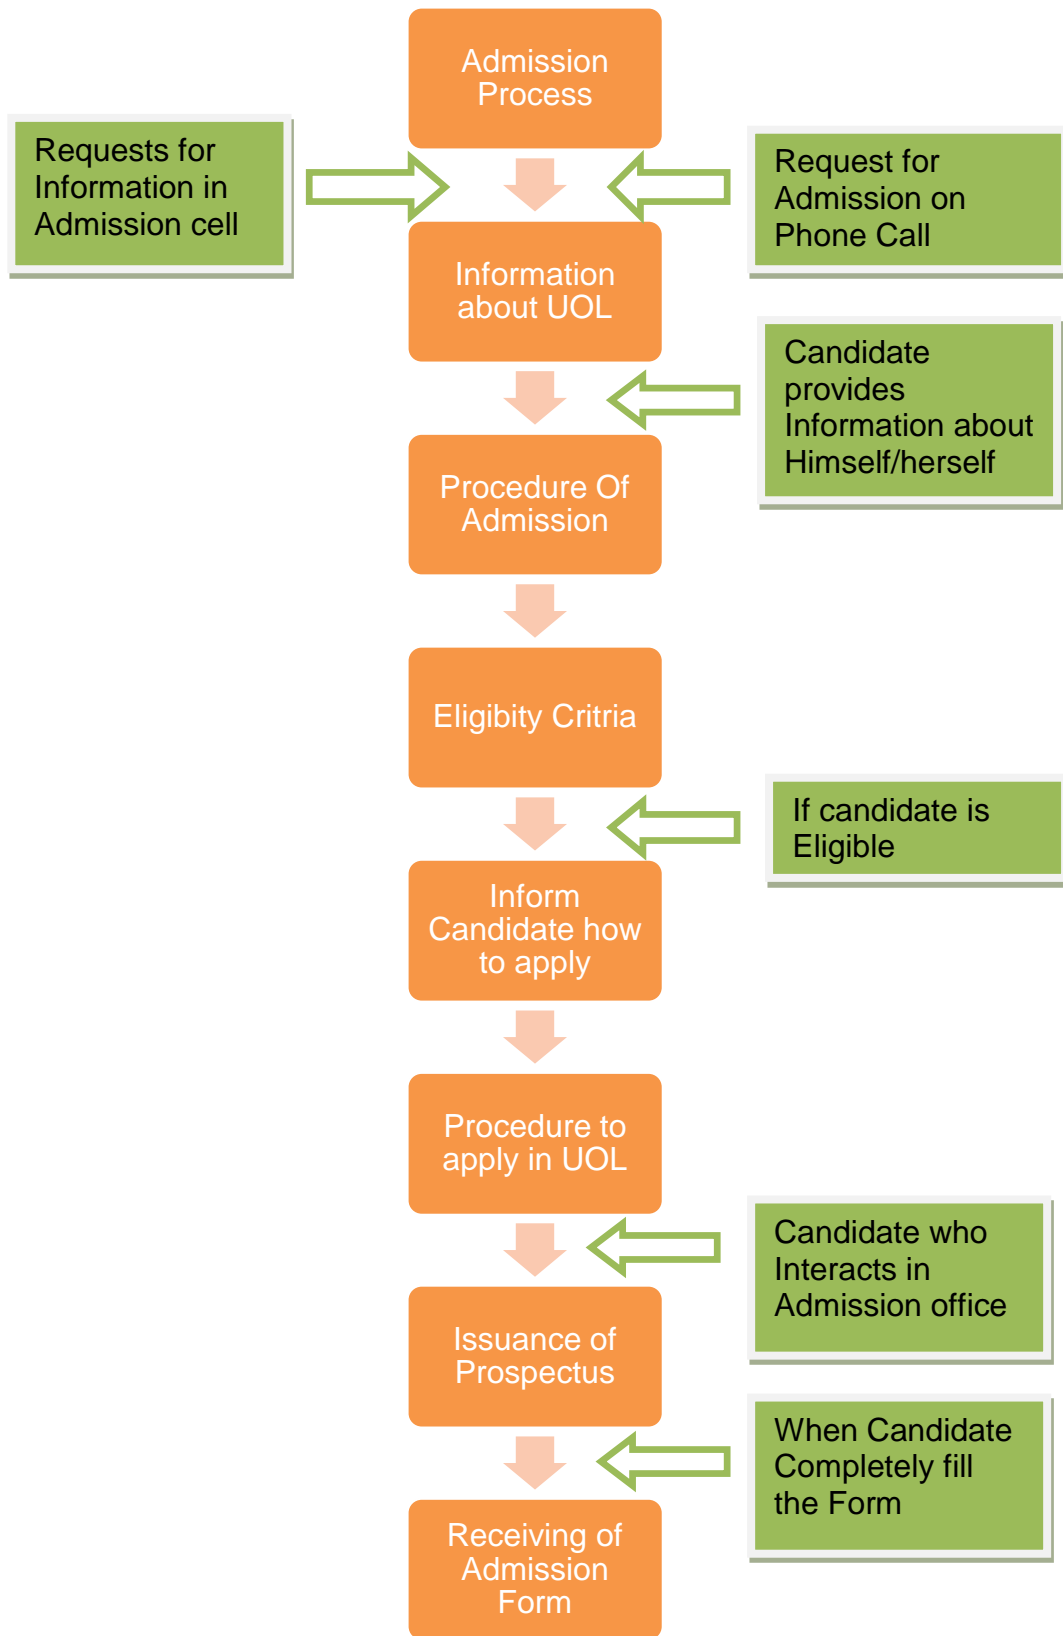 Admission
Process
Requests for
Information in
Admission cell
Request for
Admission on
Phone Call
Information
about UOL
Candidate
provides
Information about
Himself/herself
Procedure Of
Admission
Eligibity Critria
If candidate is
Eligible
Inform
Candidate how
to apply
Procedure to
apply in UOL
Candidate who
Interacts in
Admission office
Issuance of
Prospectus
When Candidate
Completely fill
the Form
Receiving of
Admission
Form